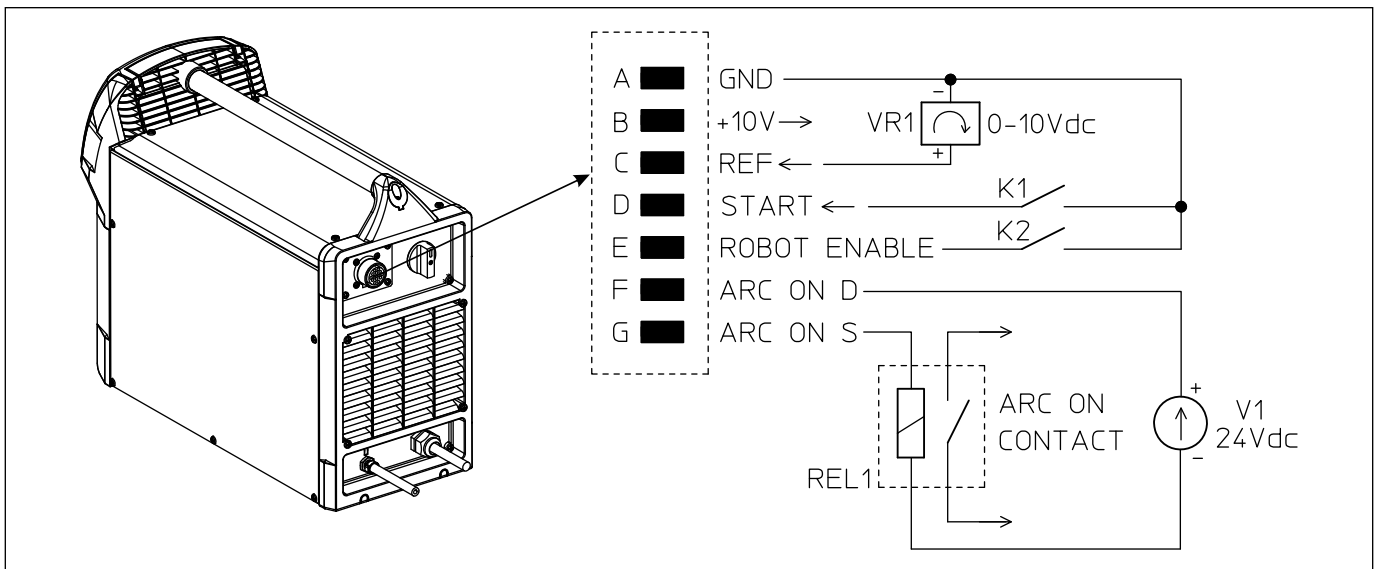 A GND
B +10V
C REF
D START
E ROBOT ENABLE
F ARC ON D
G ARC ON S
-
VR1 0-10Vdc
+
K1
K2
ARC ON
CONTACT
REL1
+
V1
24Vdc
-